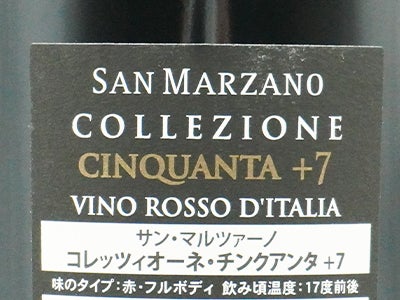 SAN MARZANO
COLLEZIONE
CINQUANTA +7
VINO ROSSO D'ITALIA
サン・マルツァーノ
コレッツィオーネ・チンクアンタ +7
味のタイプ:赤・フルボディ 飲み頃温度:17度前後